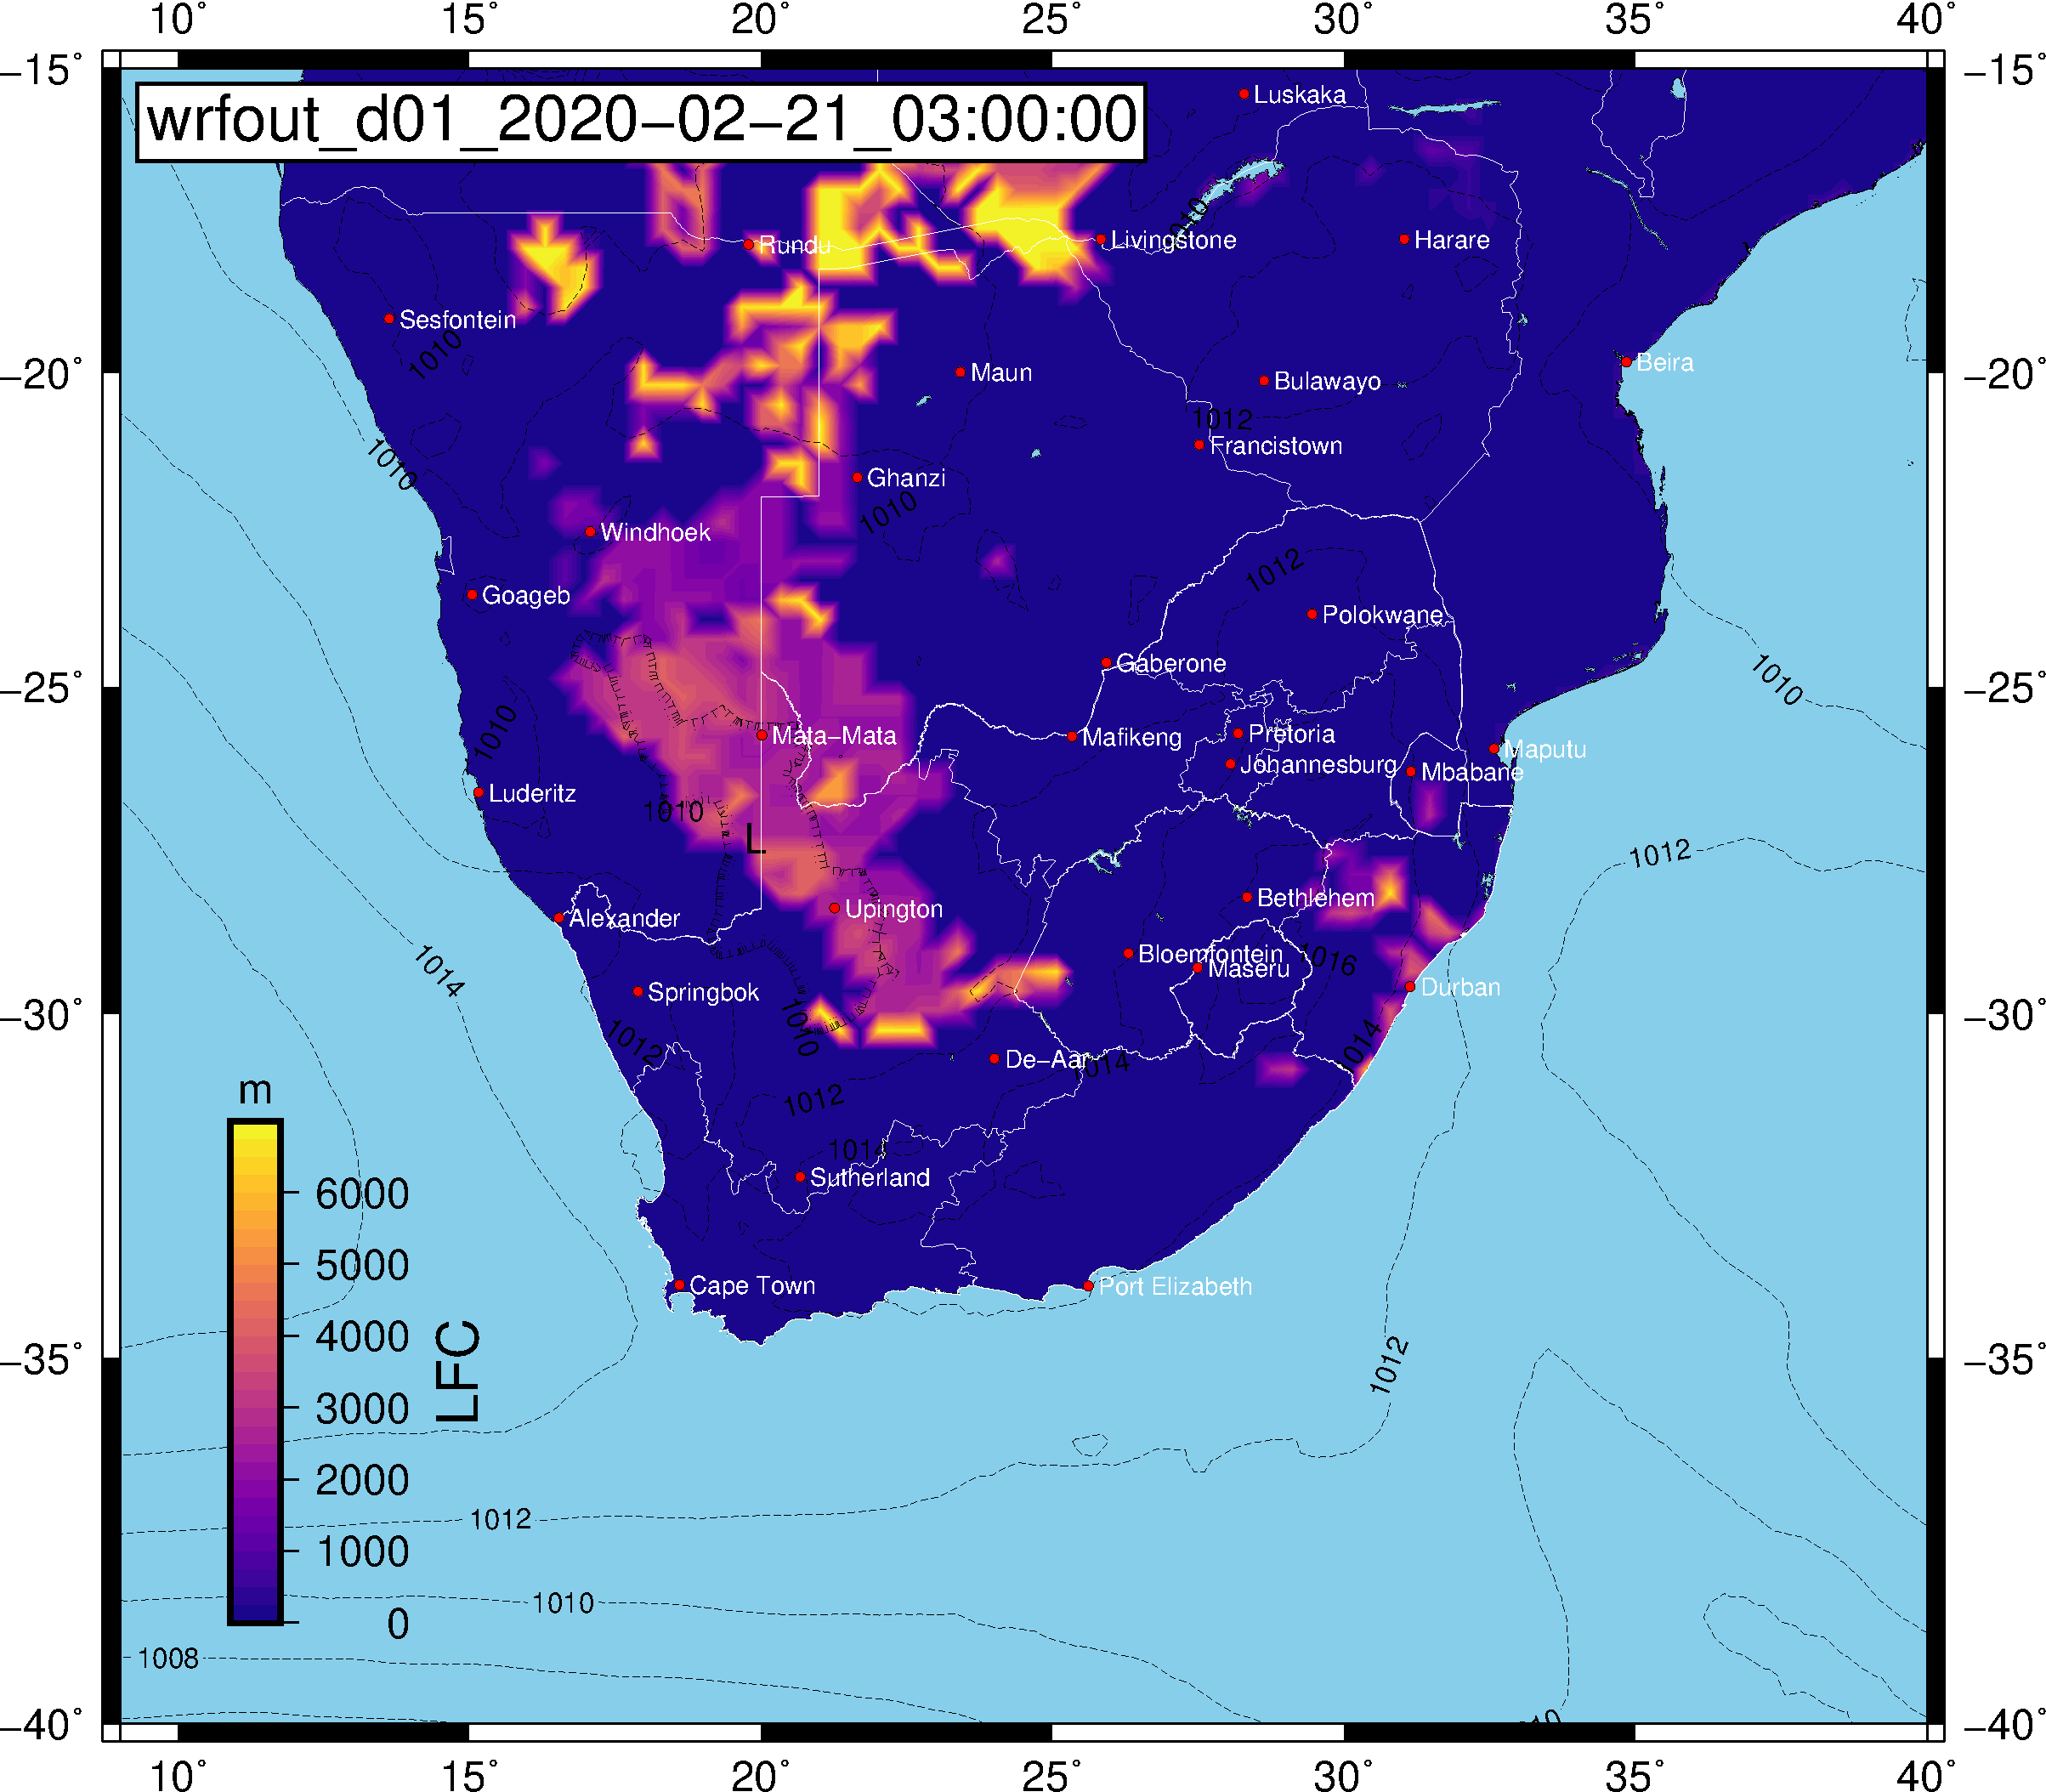 10° 15° 20° 25° 30° 35° 40°
−15° −15°
wrfout_d01_2020−02−21_03:00:00
Luskaka
1010
Rundu
Livingstone
Harare
Sesfontein
1010
−20° −20°
Maun
Beira
Bulawayo
1012
Francistown
1010
Ghanzi
1010
Windhoek
1012
Goageb
Polokwane
Gaberone
−25° −25°
1010
1010
Mata−Mata
Mafikeng
Pretoria
Maputu
Johannesburg
Mbabane
Luderitz
1010
L
1012
Bethlehem
Upington
Alexander
1014
Bloemfontein
1016
Maseru
Springbok
Durban
−30° −30°
1010
1012
1014
De−Aar
1014
1012
1014
Sutherland
m
6000
5000
4000
3000
2000
1000
0
LFC
Cape Town
Port Elizabeth
−35° −35°
1012
1012
1010
1008
1010
−40° −40°
10° 15° 20° 25° 30° 35° 40°